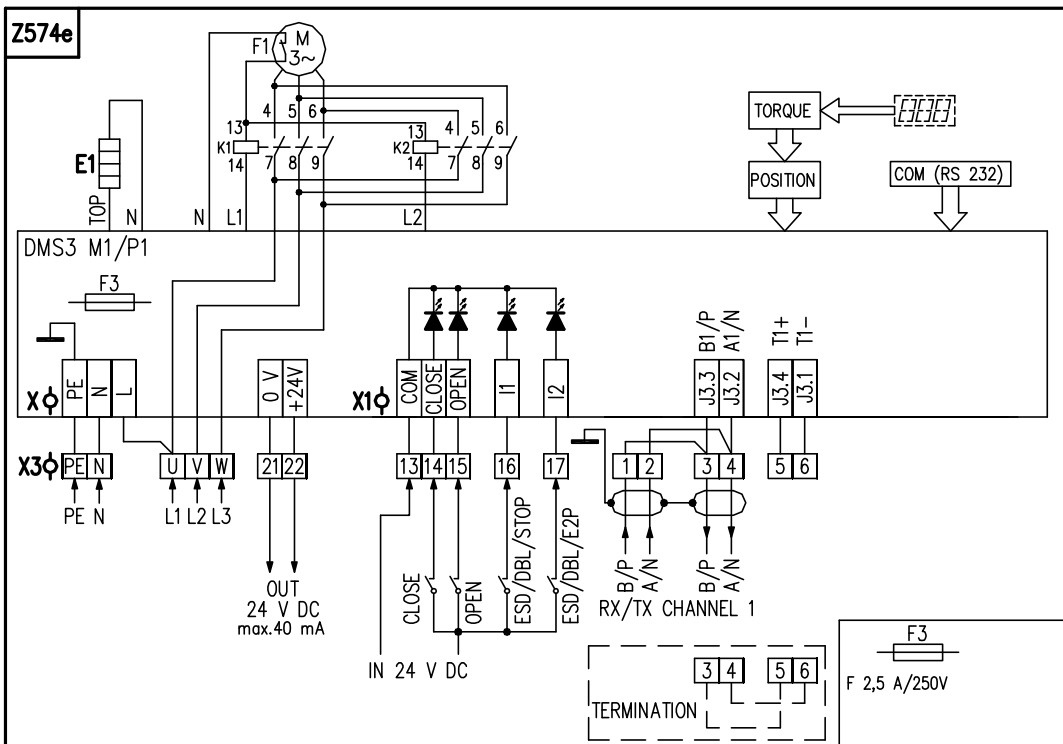 Z574e
F1 M
3~
4 5 6
13
K1
14
7 8 9
13
K2
14
4 5 6
7 8 9
E1
TOP
N
N
L1
L2
TORQUE
POSITION
COM (RS 232)
DMS3 M1/P1
F3
X
PE
N
L
0 V
+24V
X1
COM
CLOSE
OPEN
I1
I2
B1/P
A1/N
T1+
T1-
J3.3
J3.2
J3.4
J3.1
X3
PE N
U V W
21 22
13 14 15
16
17
1 2
3 4
5 6
PE N
L1 L2 L3
OUT
24 V DC
max.40 mA
CLOSE
OPEN
ESD/DBL/STOP
ESD/DBL/E2P
IN 24 V DC
B/P
A/N
B/P
A/N
RX/TX CHANNEL 1
3 4
5 6
TERMINATION
F3
F 2,5 A/250V